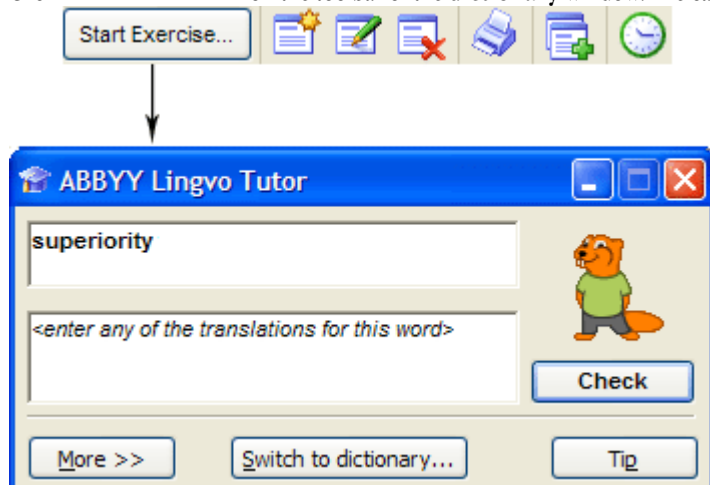 Start Exercise...
ABBYY Lingvo Tutor
superiority
<enter any of the translations for this word>
Check
More >>
Switch to dictionary...
Tip